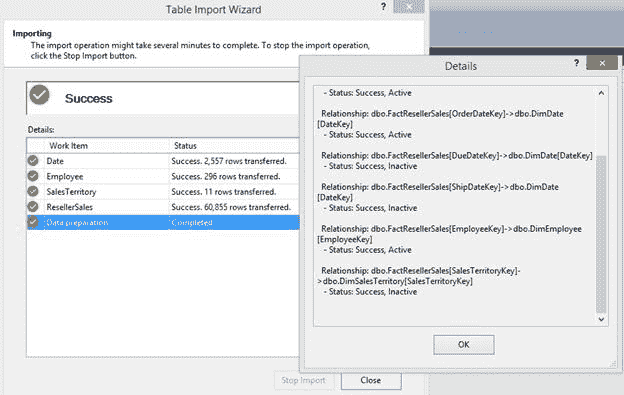 Table Import Wizard
?
Importing
The import operation might take several minutes to complete. To stop the import operation,
click the Stop Import button.
Success
Details:
Work Item Status
Date Success. 2,557 rows transferred.
Employee Success. 296 rows transferred.
SalesTerritory Success. 11 rows transferred.
ResellerSales Success. 60,855 rows transferred.
Data preparation Completed
Stop Import Close
Details
?
- Status: Success, Active
Relationship: dbo.FactResellerSales[OrderDateKey]->dbo.DimDate
[DateKey]
- Status: Success, Active
Relationship: dbo.FactResellerSales[DueDateKey]->dbo.DimDate[DateKey]
- Status: Success, Inactive
Relationship: dbo.FactResellerSales[ShipDateKey]->dbo.DimDate
[DateKey]
- Status: Success, Inactive
Relationship: dbo.FactResellerSales[EmployeeKey]->dbo.DimEmployee
[EmployeeKey]
- Status: Success, Active
Relationship: dbo.FactResellerSales[SalesTerritoryKey]-
>dbo.DimSalesTerritory[SalesTerritoryKey]
- Status: Success, Inactive
OK